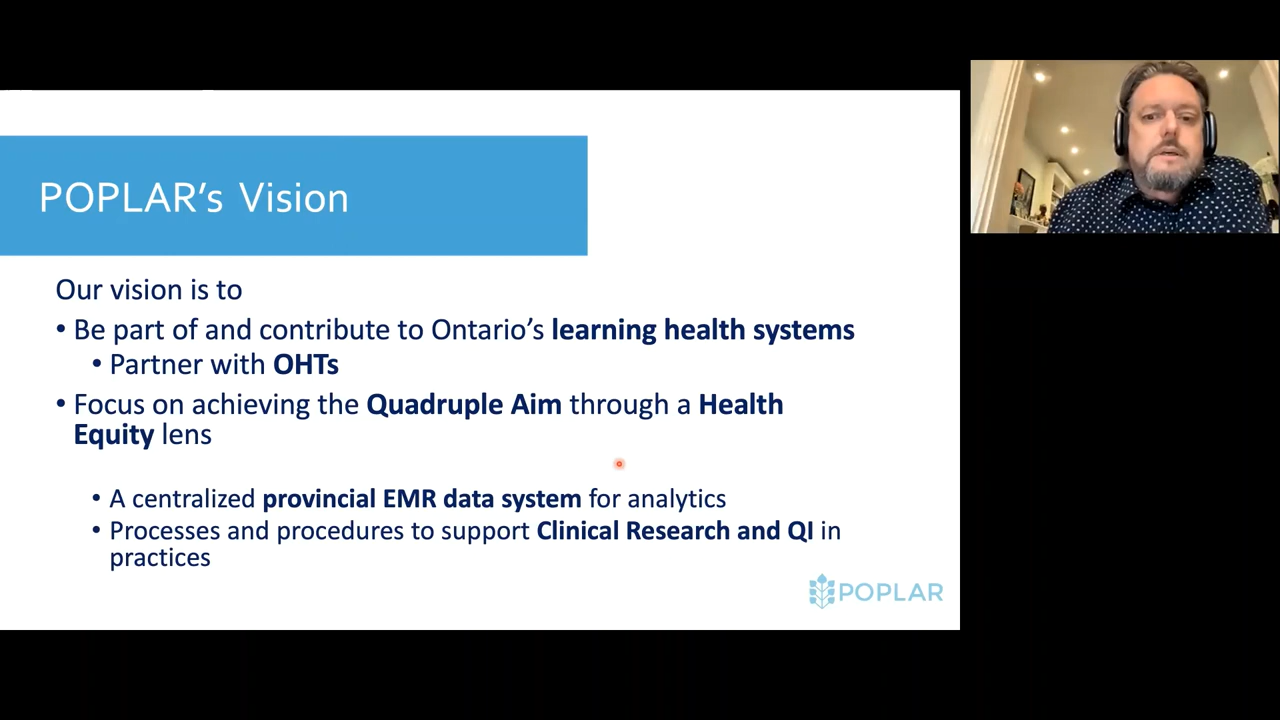 POPLAR’s Vision
Our vision is to
• Be part of and contribute to Ontario’s learning health systems
• Partner with OHTs
• Focus on achieving the Quadruple Aim through a Health
Equity lens
• A centralized provincial EMR data system for analytics
• Processes and procedures to support Clinical Research and QI in
practices
POPLAR